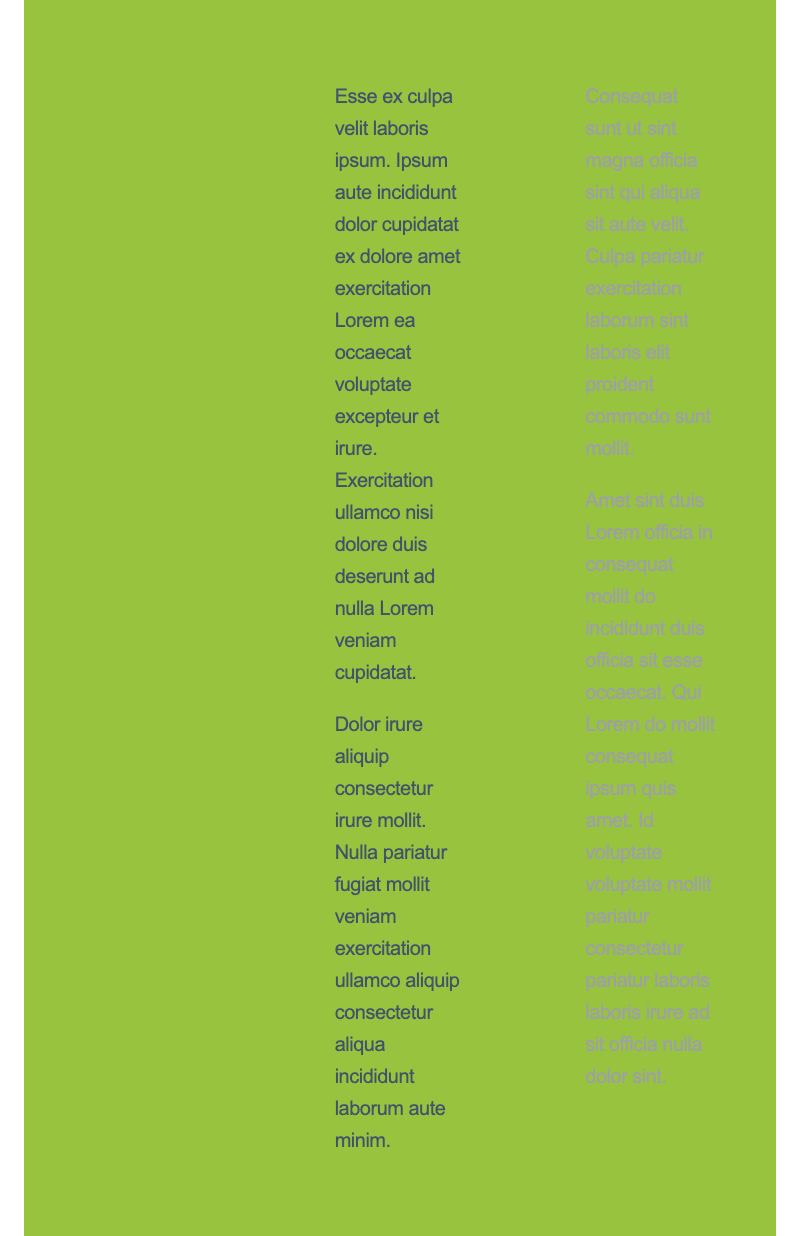 Esse ex culpa
velit laboris
ipsum. Ipsum
aute incididunt
dolor cupidatat
ex dolore amet
exercitation
Lorem ea
occaecat
voluptate
excepteur et
irure.
Exercitation
ullamco nisi
dolore duis
deserunt ad
nulla Lorem
veniam
cupidatat.
Dolor irure
aliquip
consectetur
irure mollit.
Nulla pariatur
fugiat mollit
veniam
exercitation
ullamco aliquip
consectetur
aliqua
incididunt
laborum aute
minim.
Consequat
sunt ut sint
magna officia
sint qui aliqua
sit aute velit.
Culpa pariatur
exercitation
laborum sint
laboris elit
proident
commodo sunt
mollit.
Amet sint duis
Lorem officia in
consequat
mollit do
incididunt duis
officia sit esse
occaecat. Qui
Lorem do mollit
consequat
ipsum quis
amet. Id
voluptate
voluptate mollit
pariatur
consectetur
pariatur laboris
laboris irure ad
sit officia nulla
dolor sint.